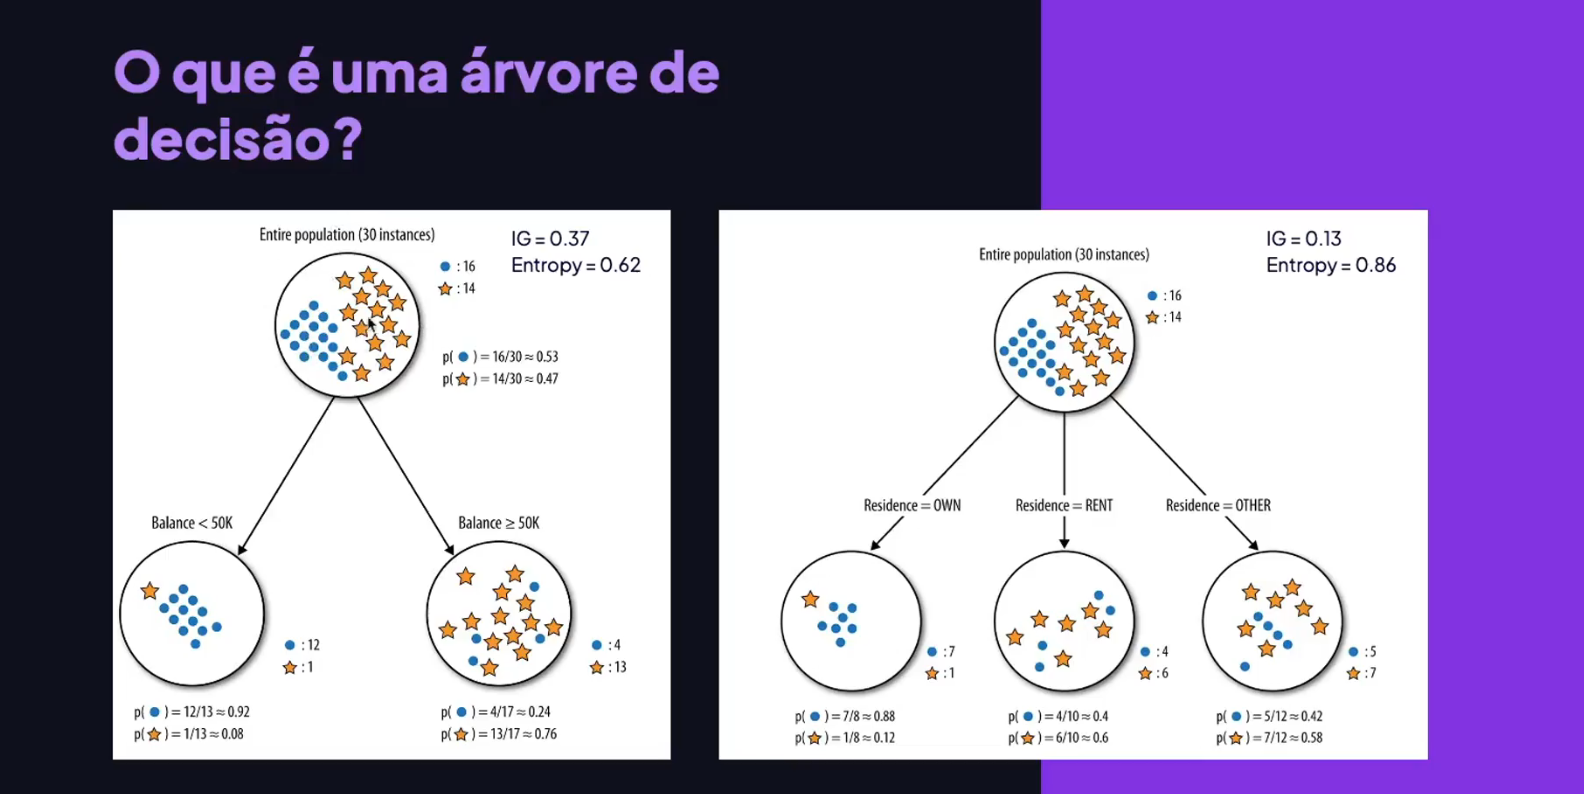 O que é uma árvore de
decisão?
Entire population (30 instances)
IG = 0.37
Entropy = 0.62
: 16
: 14
p( ) = 16/30 ≈ 0.53
p( ) = 14/30 ≈ 0.47
Balance < 50K
Balance ≥ 50K
: 12
: 1
: 4
: 13
p( ) = 12/13 ≈ 0.92
p( ) = 1/13 ≈ 0.08
p( ) = 4/17 ≈ 0.24
p( ) = 13/17 ≈ 0.76
Entire population (30 instances)
IG = 0.13
Entropy = 0.86
: 16
: 14
Residence = OWN
Residence = RENT
Residence = OTHER
: 7
: 1
: 4
: 6
: 5
: 7
p( ) = 7/8 ≈ 0.88
p( ) = 1/8 ≈ 0.12
p( ) = 4/10 ≈ 0.4
p( ) = 6/10 ≈ 0.6
p( ) = 5/12 ≈ 0.42
p( ) = 7/12 ≈ 0.58